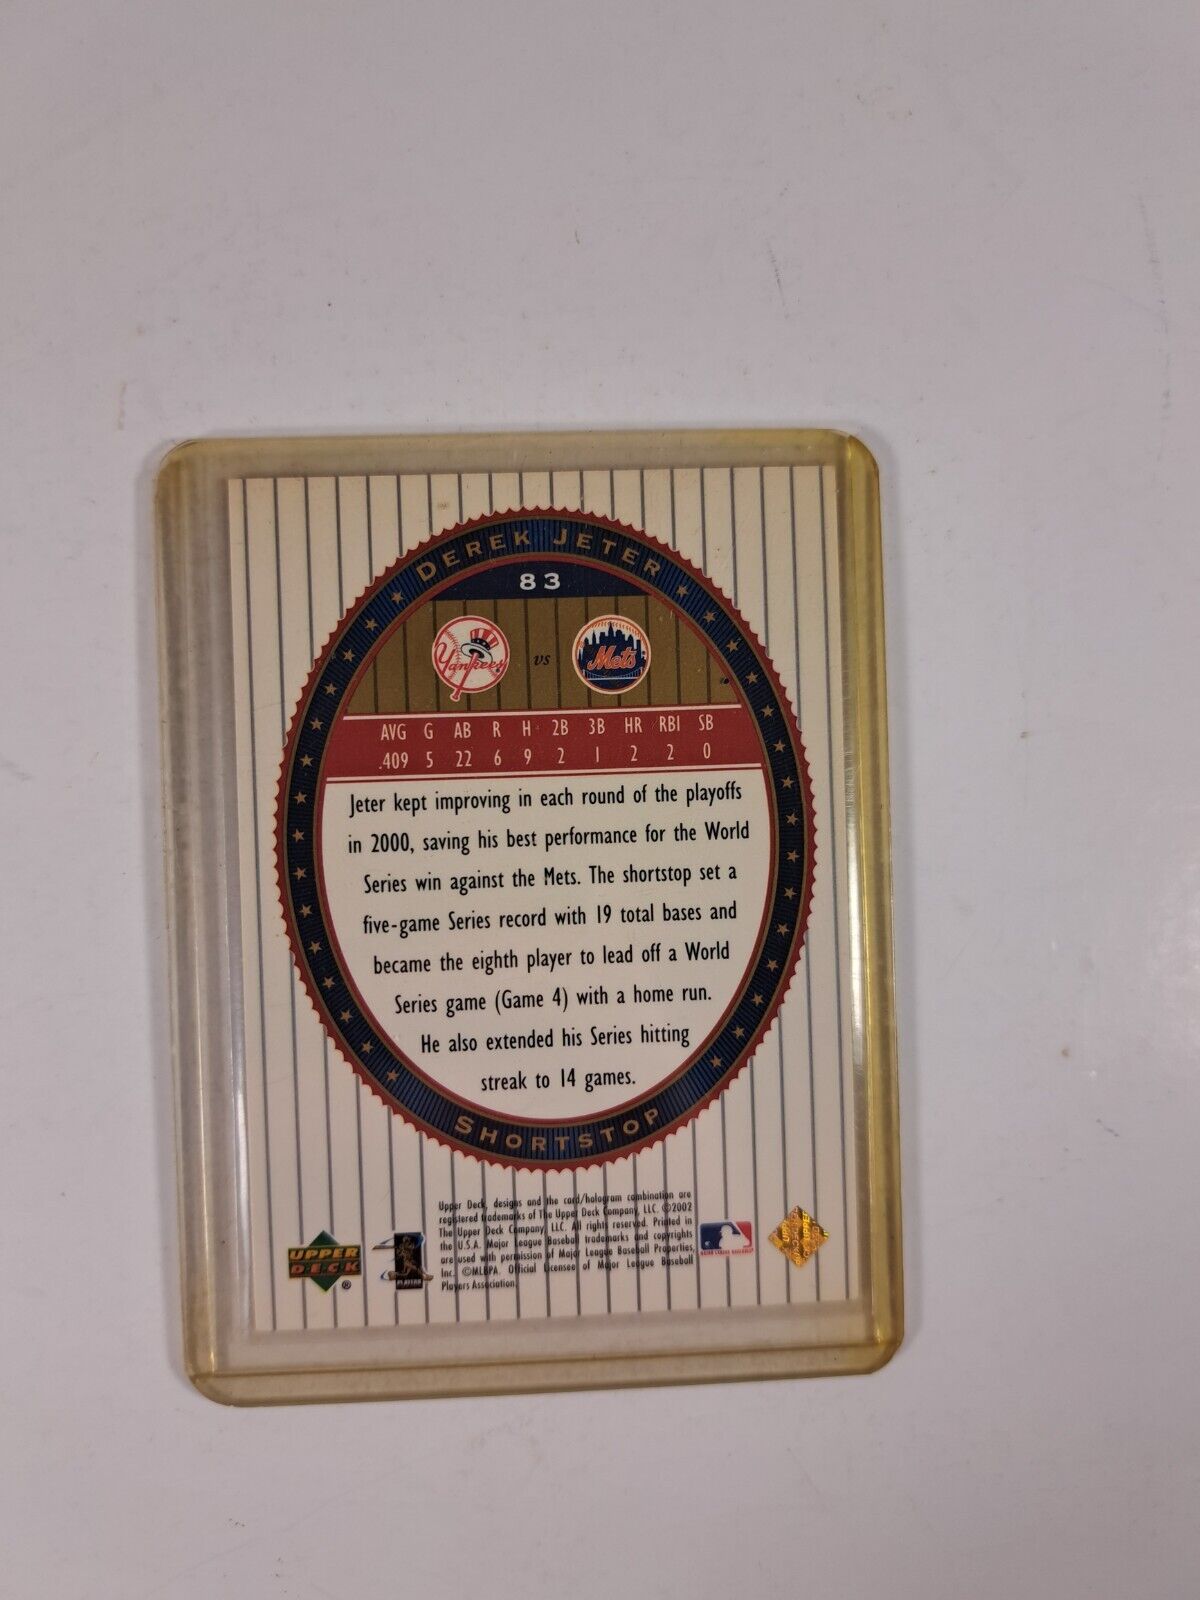 DEREK JETER
83
Yankees vs Mets
AVG G AB R H 2B 3B HR RBI SB
.409 5 22 6 9 2 1 2 2 0
Jeter kept improving in each round of the playoffs
in 2000, saving his best performance for the World
Series win against the Mets. The shortstop set a
five-game Series record with 19 total bases and
became the eighth player to lead off a World
Series game (Game 4) with a home run.
He also extended his Series hitting
streak to 14 games.
SHORTSTOP
Upper Deck, designs and the card/hologram combination are
registered trademarks of The Upper Deck Company, LLC. ©2002
The Upper Deck Company, LLC. All rights reserved. Printed in
the U.S.A. Major League Baseball trademarks and copyrights
are used with permission of Major League Baseball Properties,
Inc. ©MLBPA. Official Licensee of Major League Baseball
Players Association.
UPPER
DECK
®
PLAYERS
MAJOR LEAGUE BASEBALL